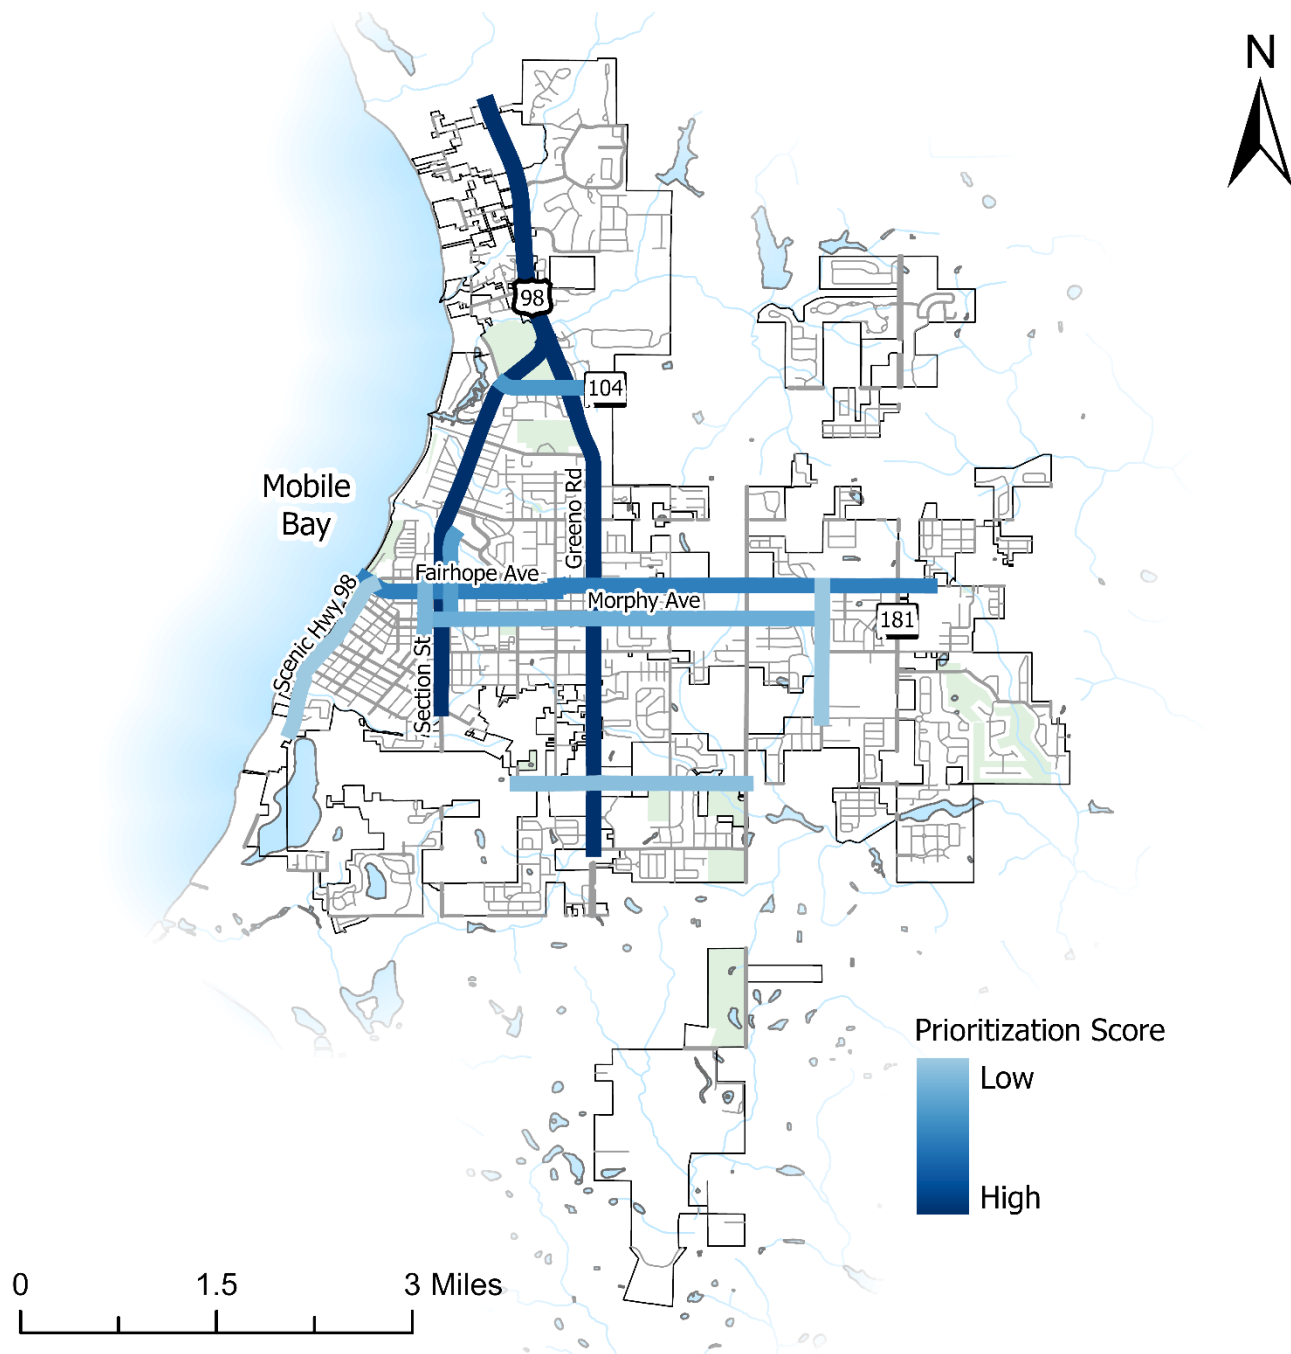 N
98
104
Mobile
Bay
Greeno Rd
Fairhope Ave
Morphy Ave
Scenic Hwy 98
181
Section St
Prioritization Score
Low
High
0 1.5 3 Miles